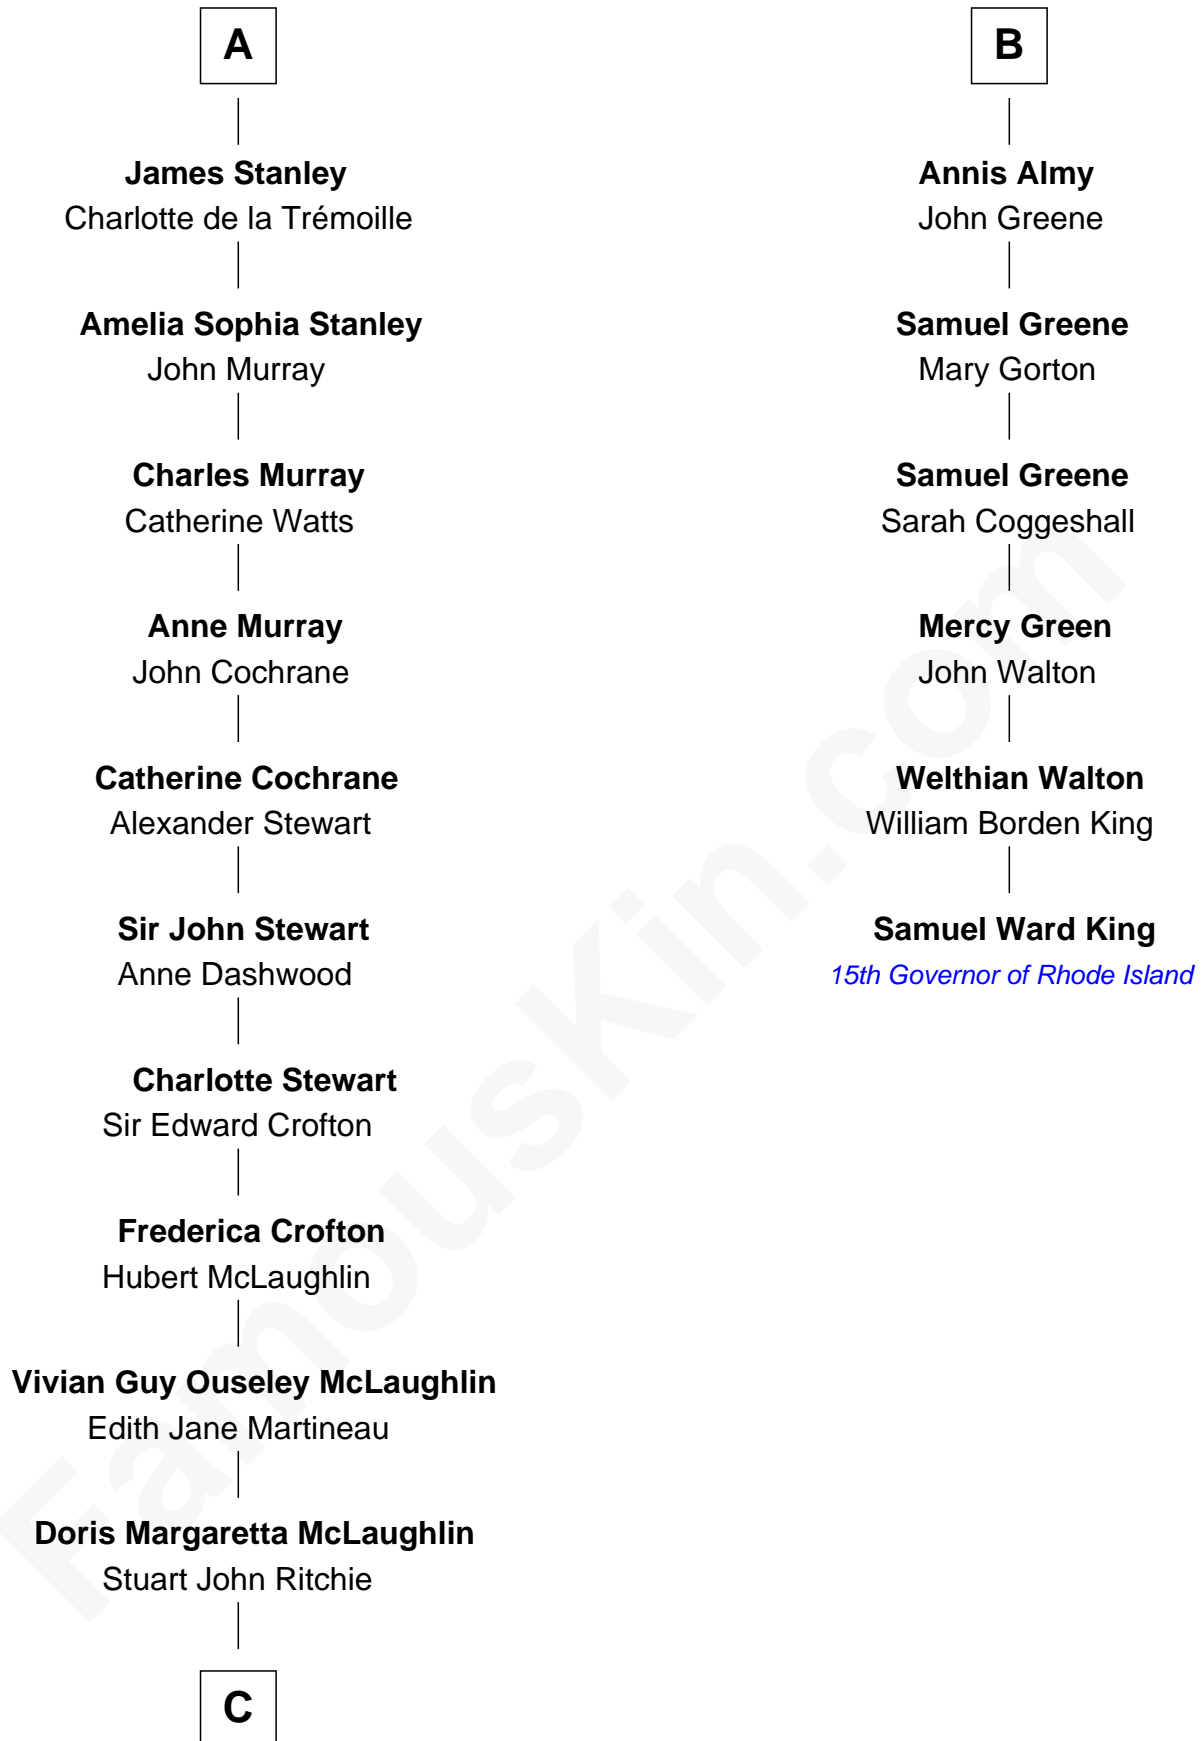 A
James Stanley
Charlotte de la Trémoille
Amelia Sophia Stanley
John Murray
Charles Murray
Catherine Watts
Anne Murray
John Cochrane
Catherine Cochrane
Alexander Stewart
Sir John Stewart
Anne Dashwood
Charlotte Stewart
Sir Edward Crofton
Frederica Crofton
Hubert McLaughlin
Vivian Guy Ouseley McLaughlin
Edith Jane Martineau
Doris Margaretta McLaughlin
Stuart John Ritchie
C
B
Annis Almy
John Greene
Samuel Greene
Mary Gorton
Samuel Greene
Sarah Coggeshall
Mercy Green
John Walton
Welthian Walton
William Borden King
Samuel Ward King
15th Governor of Rhode Island
FamousKin.com